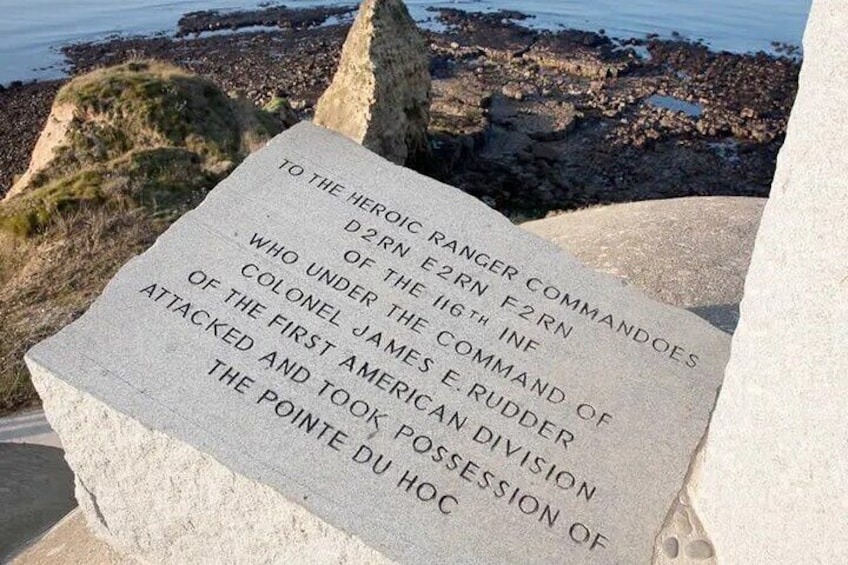 TO THE HEROIC RANGER COMMANDOES
D2RN E2RN F2RN
OF THE 116TH INF
WHO UNDER THE COMMAND OF
COLONEL JAMES E. RUDDER
OF THE FIRST AMERICAN DIVISION
ATTACKED AND TOOK POSSESSION OF
THE POINTE DU HOC